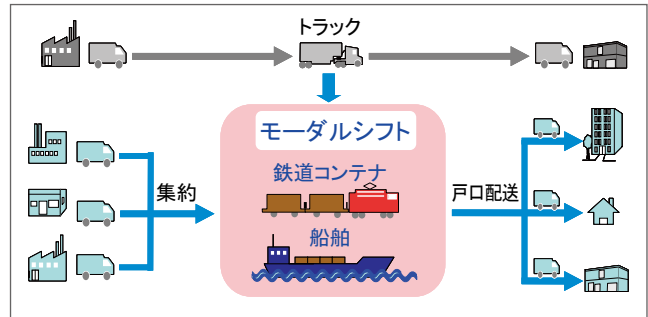 トラック
モーダルシフト
鉄道コンテナ
集約
戸口配送
船舶